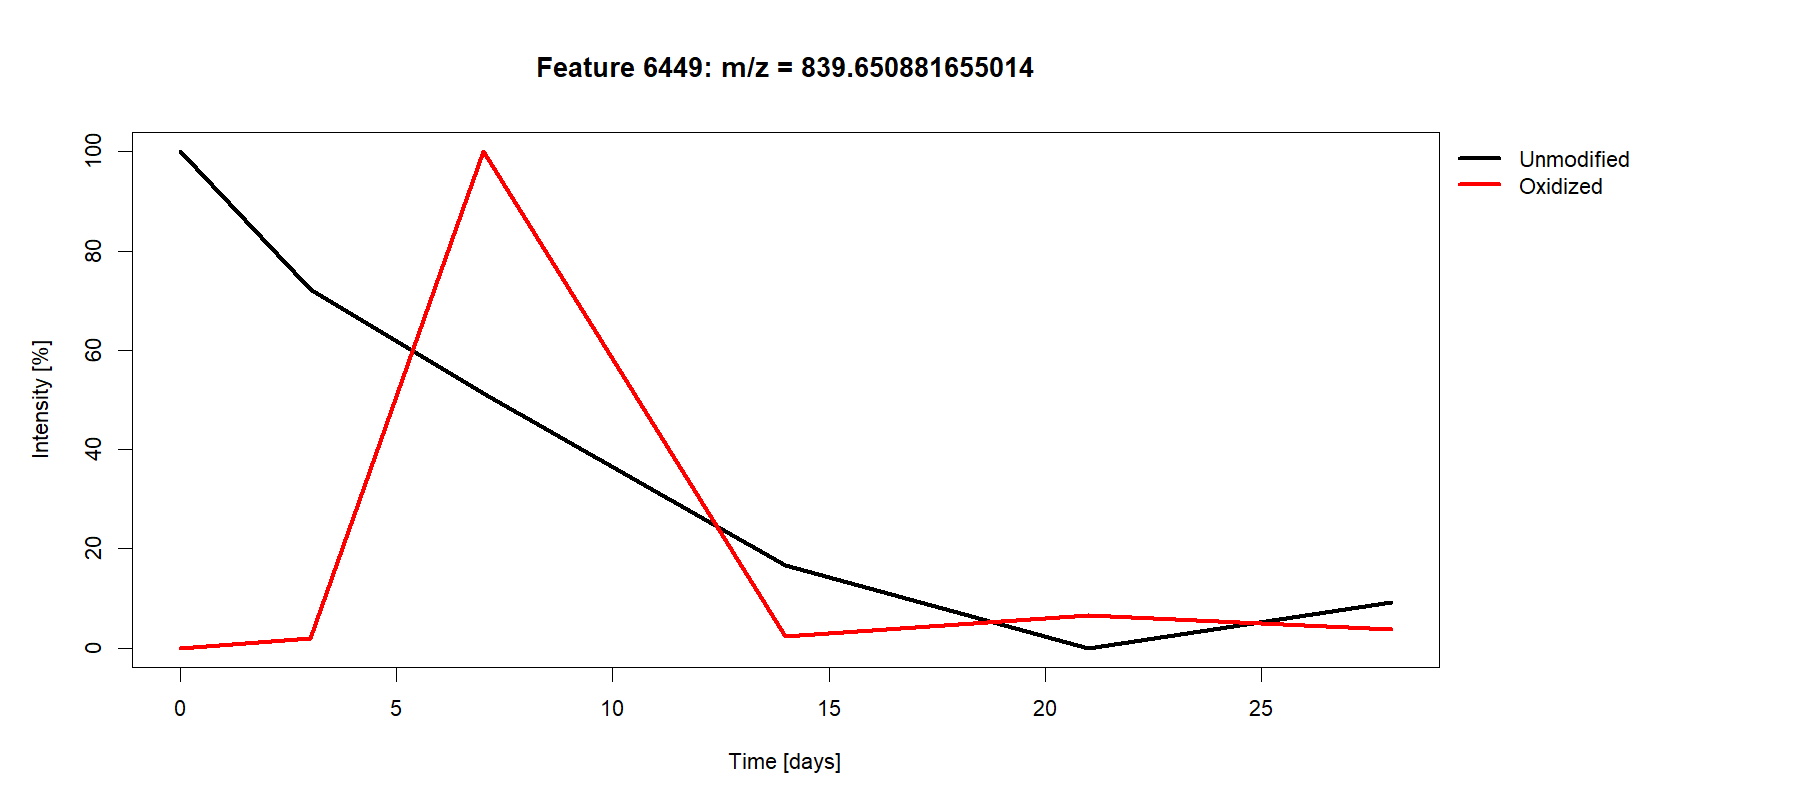 Feature 6449: m/z = 839.650881655014
Unmodified
Oxidized
Intensity [%]
100
80
60
40
20
0
0 5 10 15 20 25
Time [days]